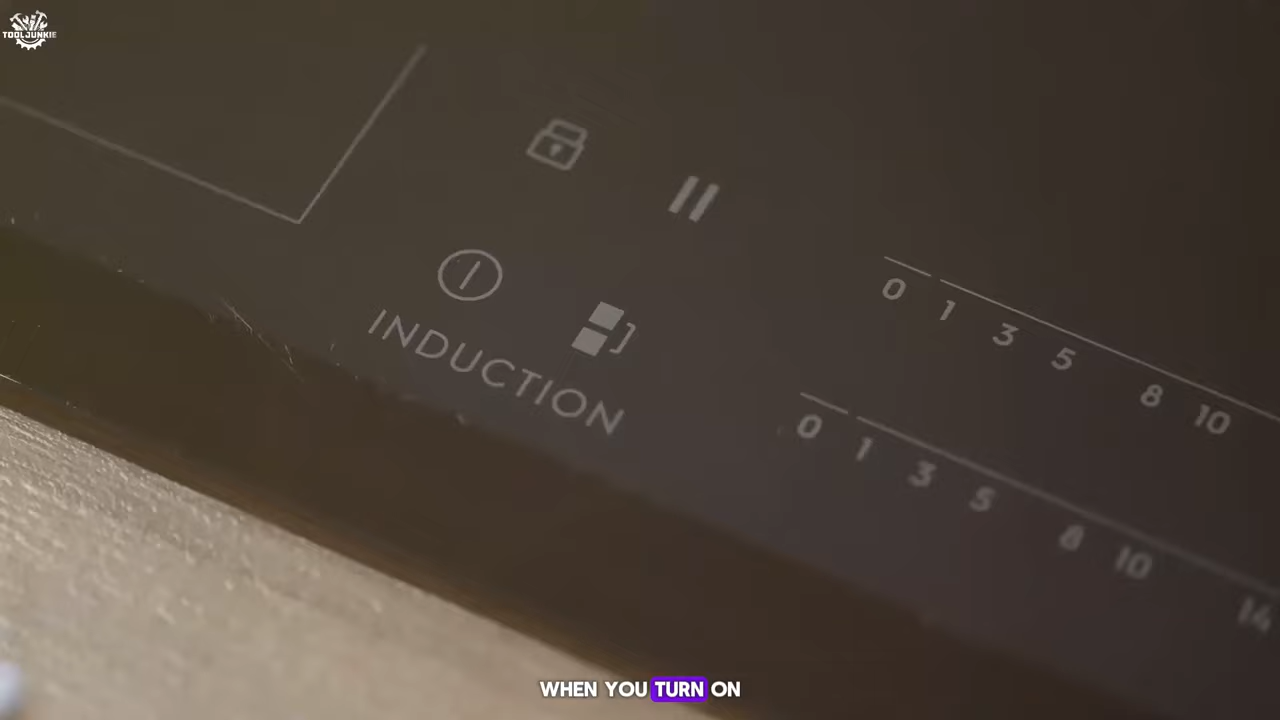 TOOLJUNKIE
INDUCTION
0 1 3 5 8 10
0 1 3 5 8 10 14
WHEN YOU TURN ON